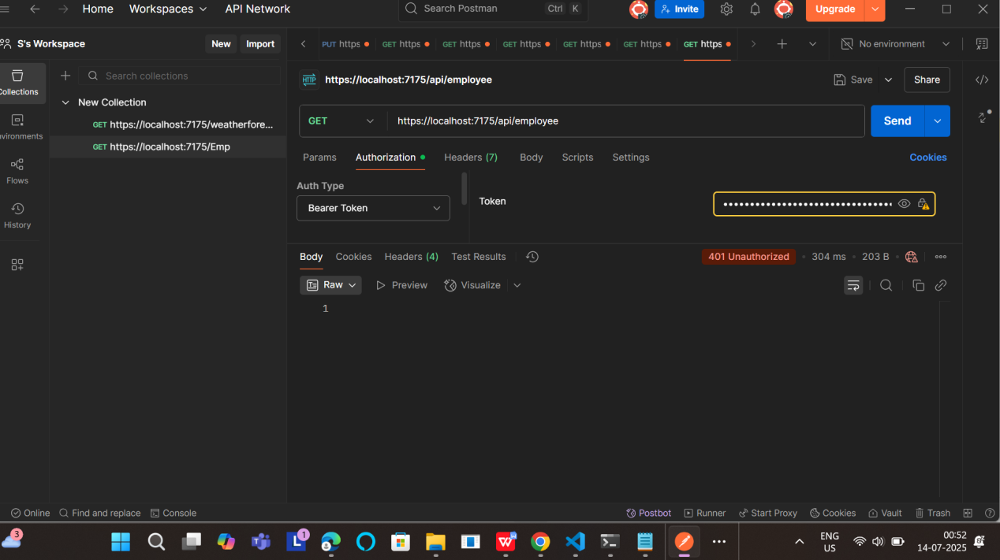 Home Workspaces API Network Search Postman Ctrl K Invite Upgrade
S's Workspace New Import PUT https GET https GET https GET https GET https GET https GET https No environment
Search collections
HTTP https://localhost:7175/api/employee Save Share
Collections
New Collection
GET https://localhost:7175/weatherfore...
GET https://localhost:7175/Emp
GET https://localhost:7175/api/employee Send
vironments
Flows
History
Params Authorization Headers (7) Body Scripts Settings Cookies
Auth Type
Bearer Token
Token
Body Cookies Headers (4) Test Results 401 Unauthorized 304 ms 203 B
Raw Preview Visualize
1
Online Find and replace Console Postbot Runner Start Proxy Cookies Vault Trash
3 L 1 W ENG 00:52
US 14-07-2025